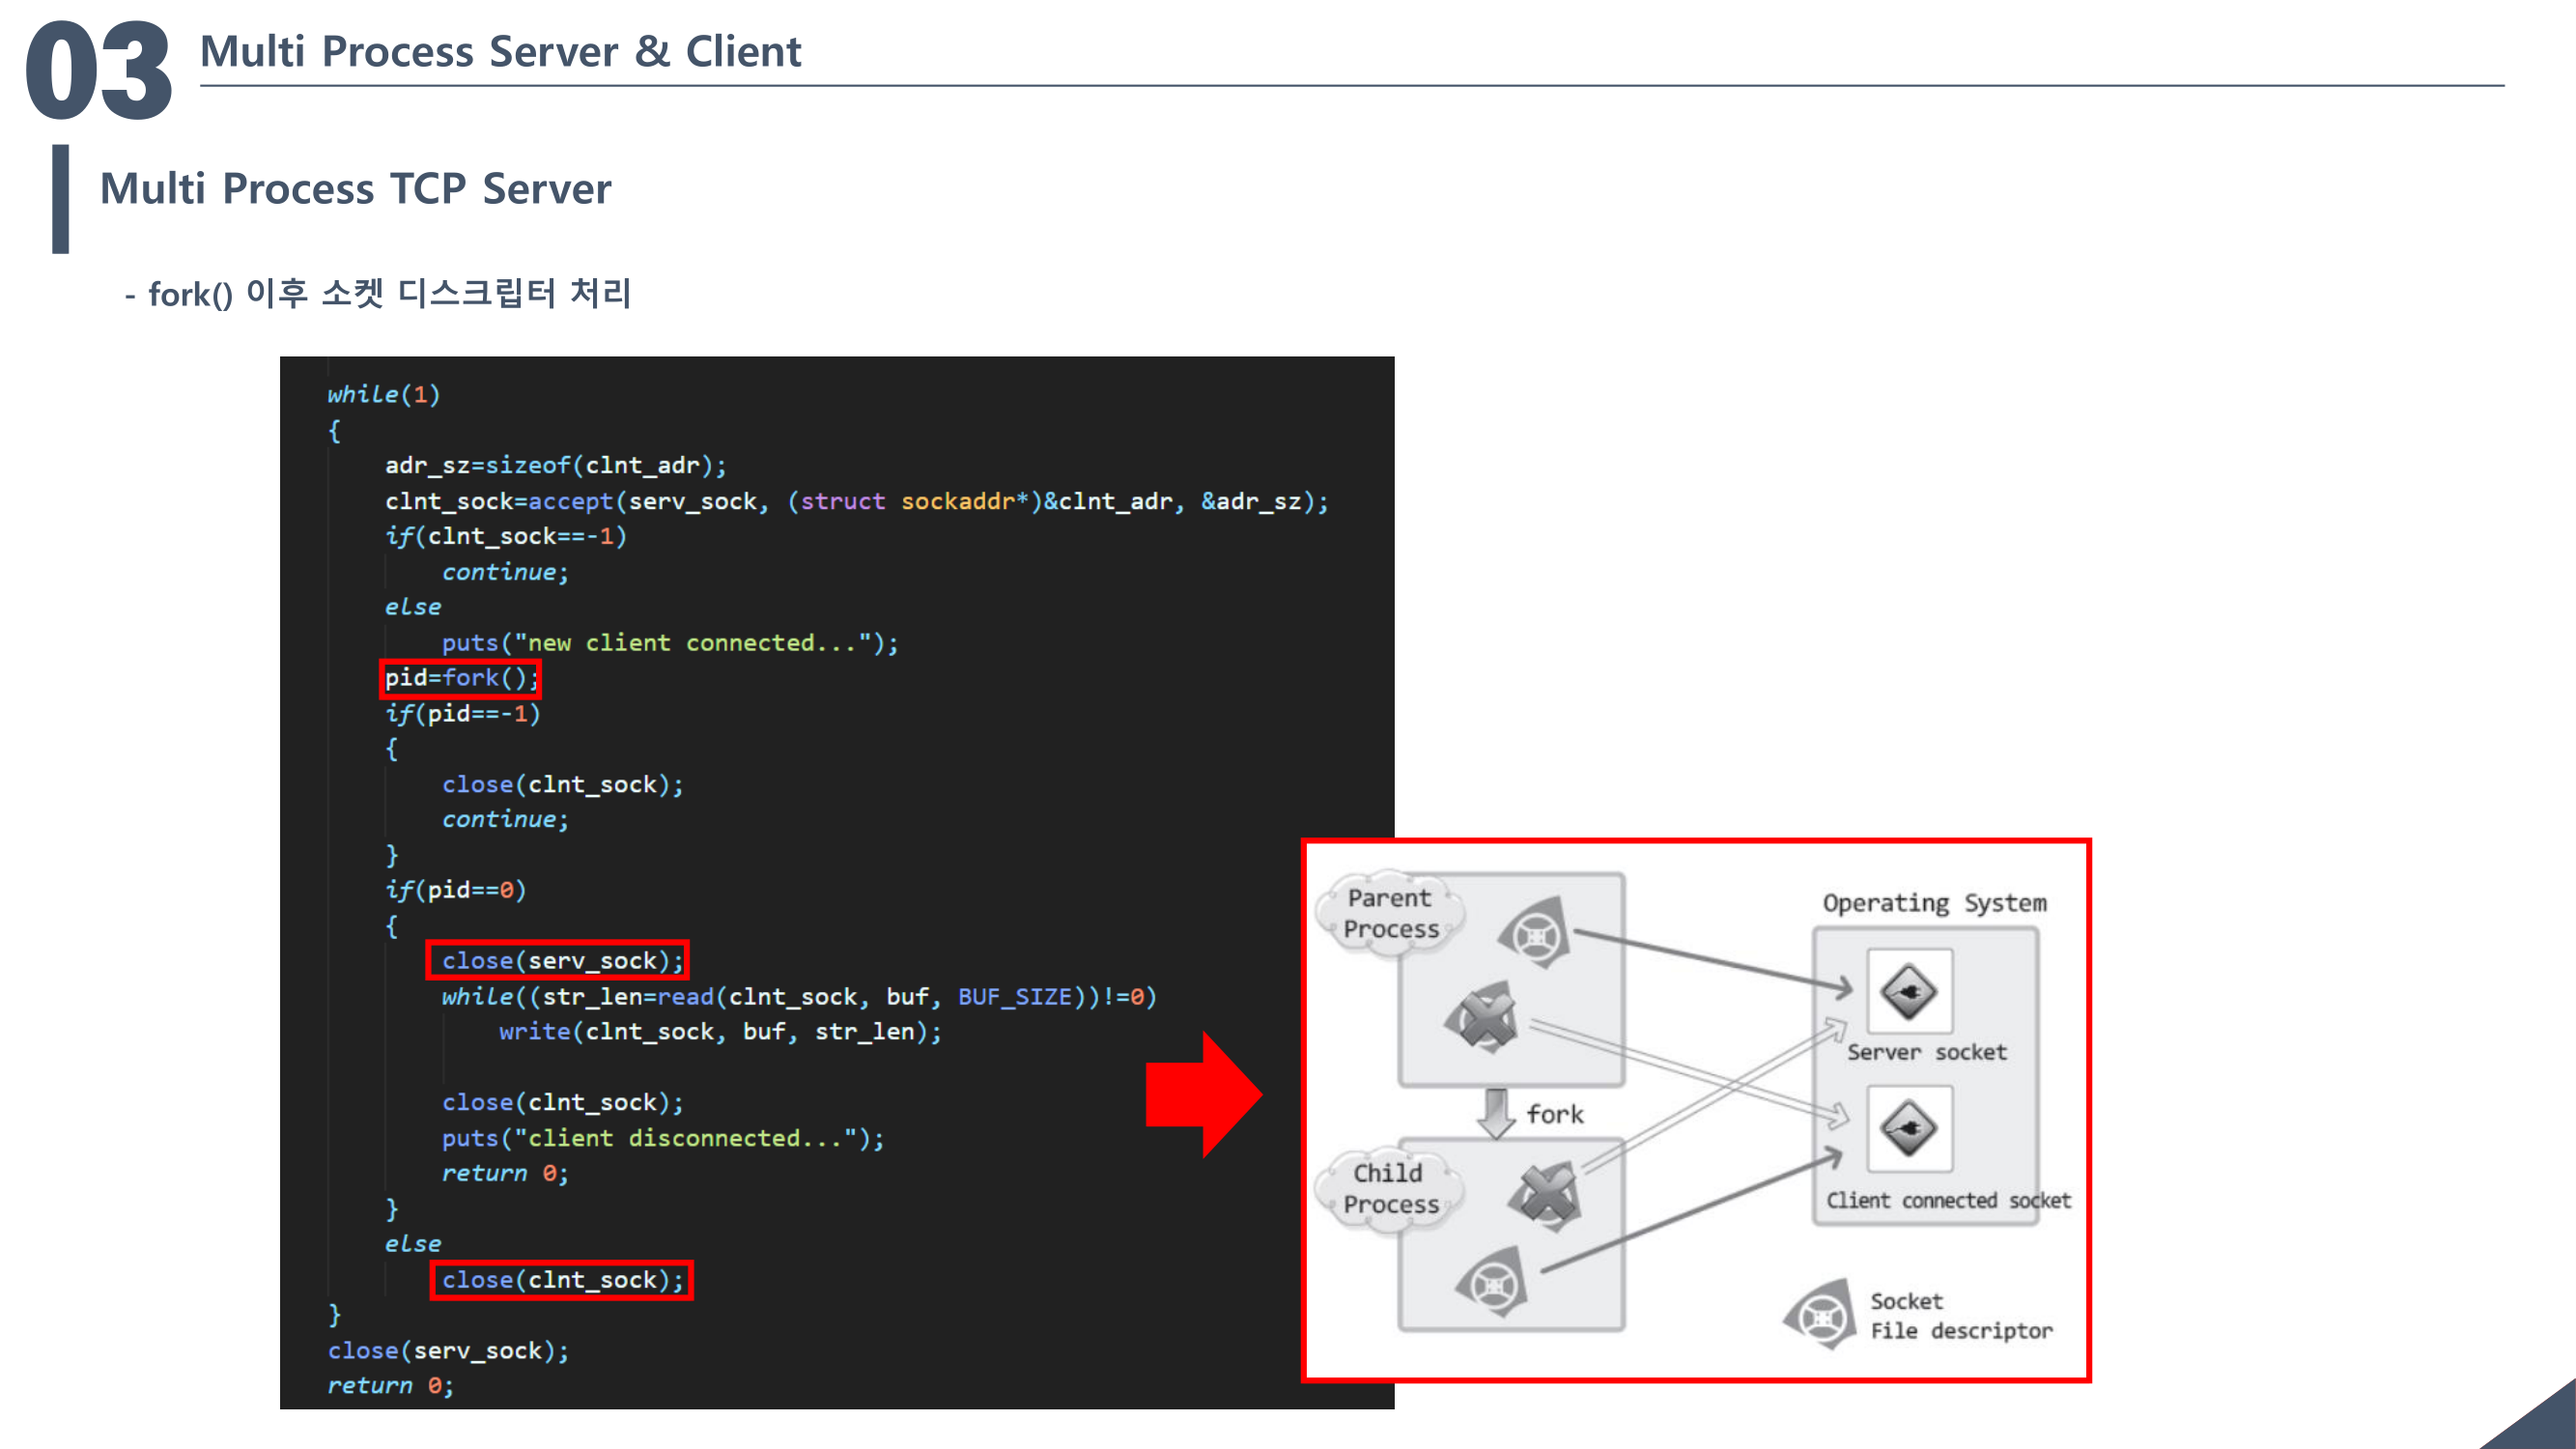 03
Multi Process Server & Client
Multi Process TCP Server
- fork() 이후 소켓 디스크립터 처리
while(1)
{
adr_sz=sizeof(clnt_adr);
clnt_sock=accept(serv_sock, (struct sockaddr*)&clnt_adr, &adr_sz);
if(clnt_sock==-1)
continue;
else
puts("new client connected...");
pid=fork();
if(pid==-1)
{
close(clnt_sock);
continue;
}
if(pid==0)
{
close(serv_sock);
while((str_len=read(clnt_sock, buf, BUF_SIZE))!=0)
write(clnt_sock, buf, str_len);
close(clnt_sock);
puts("client disconnected...");
return 0;
}
else
close(clnt_sock);
}
close(serv_sock);
return 0;
Parent
Process
Operating System
Server socket
fork
Child
Process
Client connected socket
Socket
File descriptor